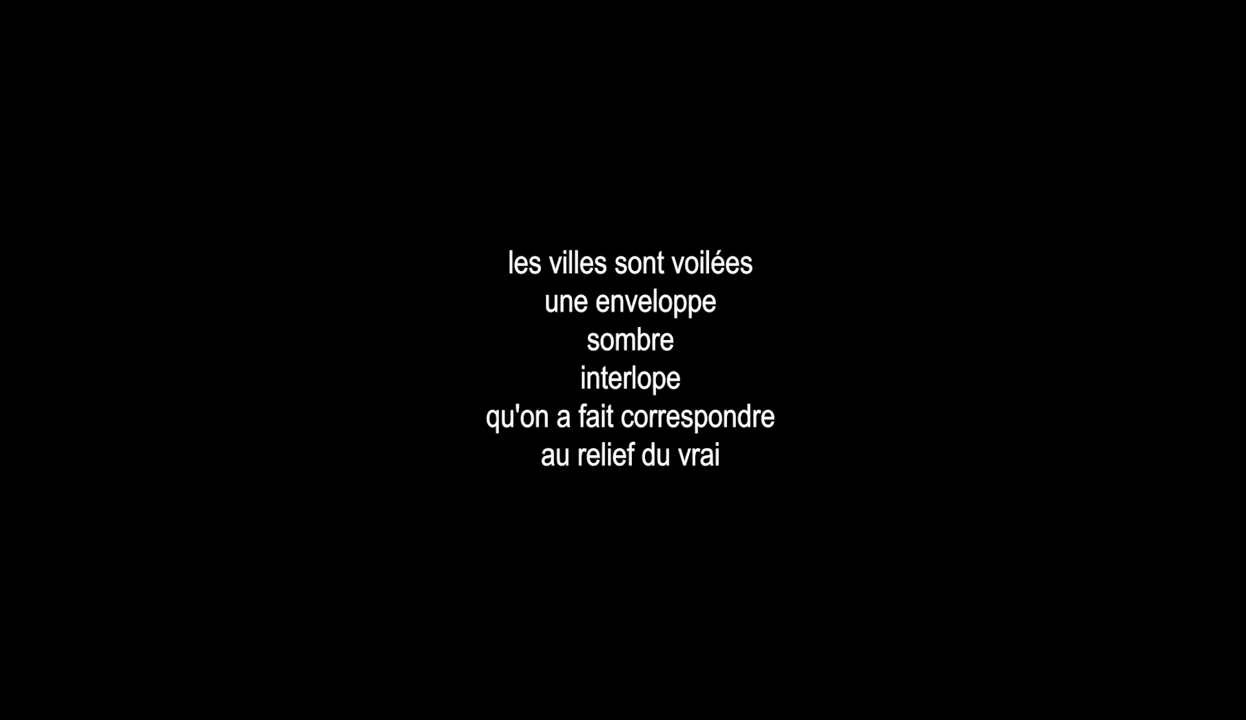 les villes sont voilées
une enveloppe
sombre
interlope
qu'on a fait correspondre
au relief du vrai